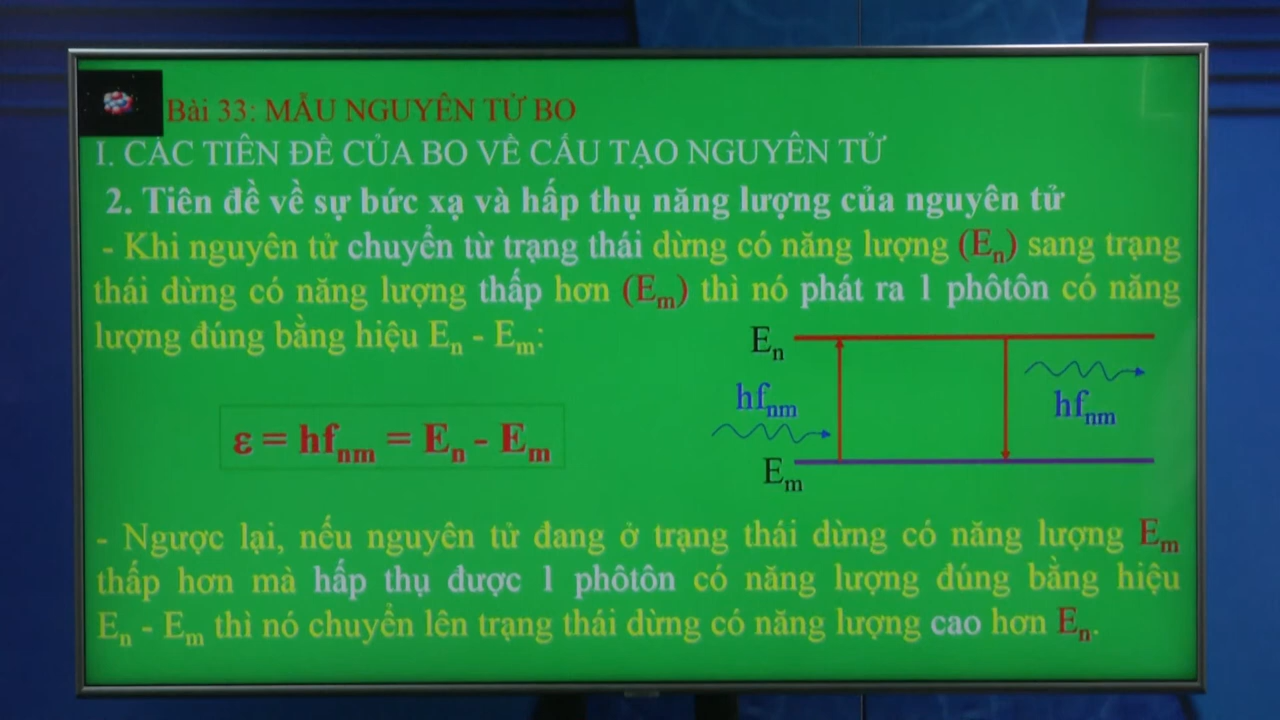 Bài 33: MẪU NGUYÊN TỬ BO
I. CÁC TIÊN ĐỀ CỦA BO VỀ CẤU TẠO NGUYÊN TỬ
2. Tiên đề về sự bức xạ và hấp thụ năng lượng của nguyên tử
- Khi nguyên tử chuyển từ trạng thái dừng có năng lượng (Eₙ) sang trạng
thái dừng có năng lượng thấp hơn (Eₘ) thì nó phát ra 1 phôtôn có năng
lượng đúng bằng hiệu Eₙ - Eₘ:
Eₙ
hfₙₘ
hfₙₘ
ε = hfₙₘ = Eₙ - Eₘ
Eₘ
- Ngược lại, nếu nguyên tử đang ở trạng thái dừng có năng lượng Eₘ
thấp hơn mà hấp thụ được 1 phôtôn có năng lượng đúng bằng hiệu
Eₙ - Eₘ thì nó chuyển lên trạng thái dừng có năng lượng cao hơn Eₙ.